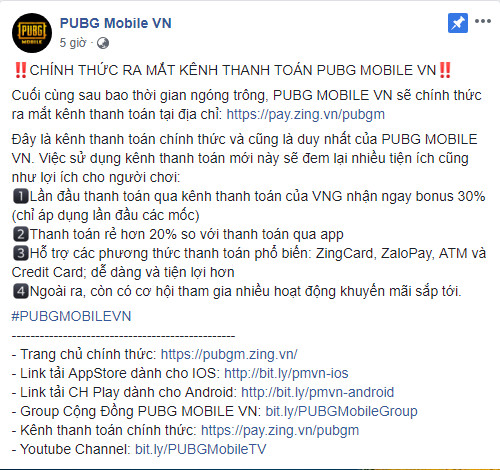 PUBG
MOBILE
PUBG Mobile VN
5 giờ ·
‼️CHÍNH THỨC RA MẮT KÊNH THANH TOÁN PUBG MOBILE VN‼️
Cuối cùng sau bao thời gian ngóng trông, PUBG MOBILE VN sẽ chính thức
ra mắt kênh thanh toán tại địa chỉ: https://pay.zing.vn/pubgm
Đây là kênh thanh toán chính thức và cũng là duy nhất của PUBG MOBILE
VN. Việc sử dụng kênh thanh toán mới này sẽ đem lại nhiều tiện ích cũng
như lợi ích cho người chơi:
1️⃣Lần đầu thanh toán qua kênh thanh toán của VNG nhận ngay bonus 30%
(chỉ áp dụng lần đầu các mốc)
2️⃣Thanh toán rẻ hơn 20% so với thanh toán qua app
3️⃣Hỗ trợ các phương thức thanh toán phổ biến: ZingCard, ZaloPay, ATM và
Credit Card; dễ dàng và tiện lợi hơn
4️⃣Ngoài ra, còn có cơ hội tham gia nhiều hoạt động khuyến mãi sắp tới.
#PUBGMOBILEVN
------------------------------------------------
- Trang chủ chính thức: https://pubgm.zing.vn/
- Link tải AppStore dành cho IOS: http://bit.ly/pmvn-ios
- Link tải CH Play dành cho Android: http://bit.ly/pmvn-android
- Group Cộng Đồng PUBG MOBILE VN: bit.ly/PUBGMobileGroup
- Kênh thanh toán chính thức: https://pay.zing.vn/pubgm
- Youtube Channel: bit.ly/PUBGMobileTV